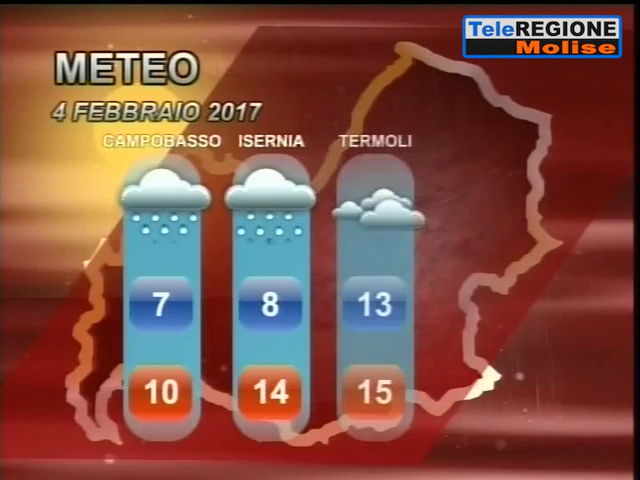 TeleREGIONE
Molise
METEO
4 FEBBRAIO 2017
CAMPOBASSO ISERNIA TERMOLI
7 8 13
10 14 15